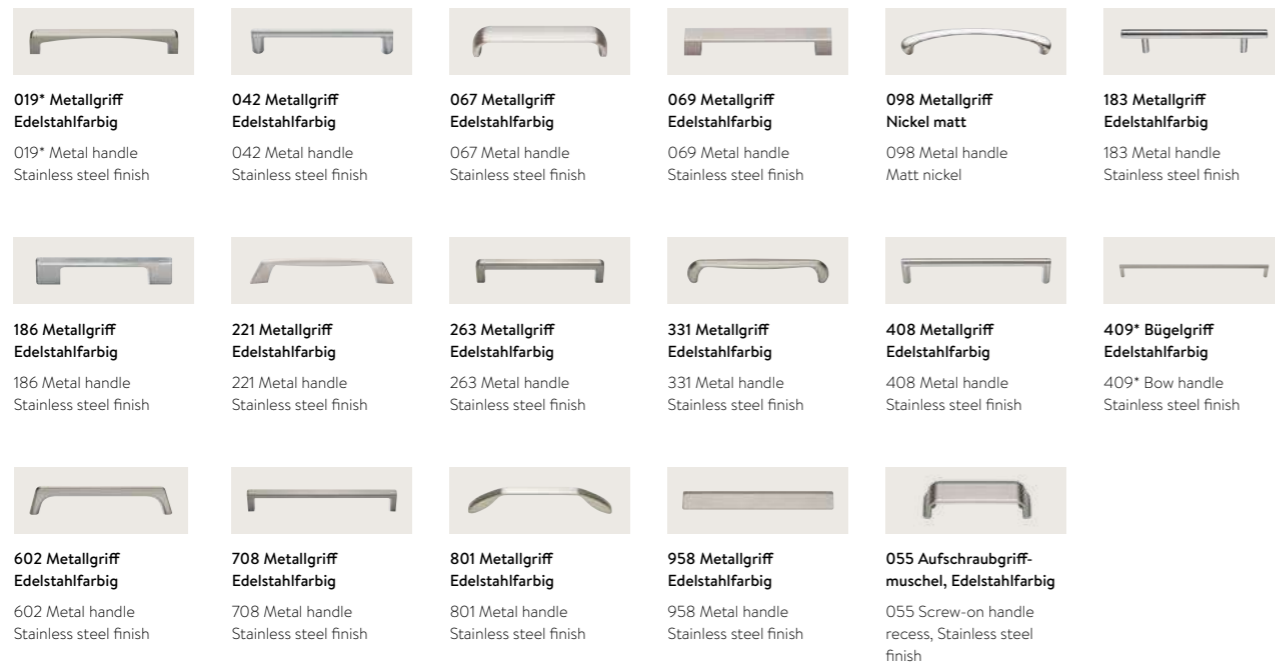 019* Metallgriff
Edelstahlfarbig
019* Metal handle
Stainless steel finish
042 Metallgriff
Edelstahlfarbig
042 Metal handle
Stainless steel finish
067 Metallgriff
Edelstahlfarbig
067 Metal handle
Stainless steel finish
069 Metallgriff
Edelstahlfarbig
069 Metal handle
Stainless steel finish
098 Metallgriff
Nickel matt
098 Metal handle
Matt nickel
183 Metallgriff
Edelstahlfarbig
183 Metal handle
Stainless steel finish
186 Metallgriff
Edelstahlfarbig
186 Metal handle
Stainless steel finish
221 Metallgriff
Edelstahlfarbig
221 Metal handle
Stainless steel finish
263 Metallgriff
Edelstahlfarbig
263 Metal handle
Stainless steel finish
331 Metallgriff
Edelstahlfarbig
331 Metal handle
Stainless steel finish
408 Metallgriff
Edelstahlfarbig
408 Metal handle
Stainless steel finish
409* Bügelgriff
Edelstahlfarbig
409* Bow handle
Stainless steel finish
602 Metallgriff
Edelstahlfarbig
602 Metal handle
Stainless steel finish
708 Metallgriff
Edelstahlfarbig
708 Metal handle
Stainless steel finish
801 Metallgriff
Edelstahlfarbig
801 Metal handle
Stainless steel finish
958 Metallgriff
Edelstahlfarbig
958 Metal handle
Stainless steel finish
055 Aufschraubgriff-
muschel, Edelstahlfarbig
055 Screw-on handle
recess, Stainless steel
finish